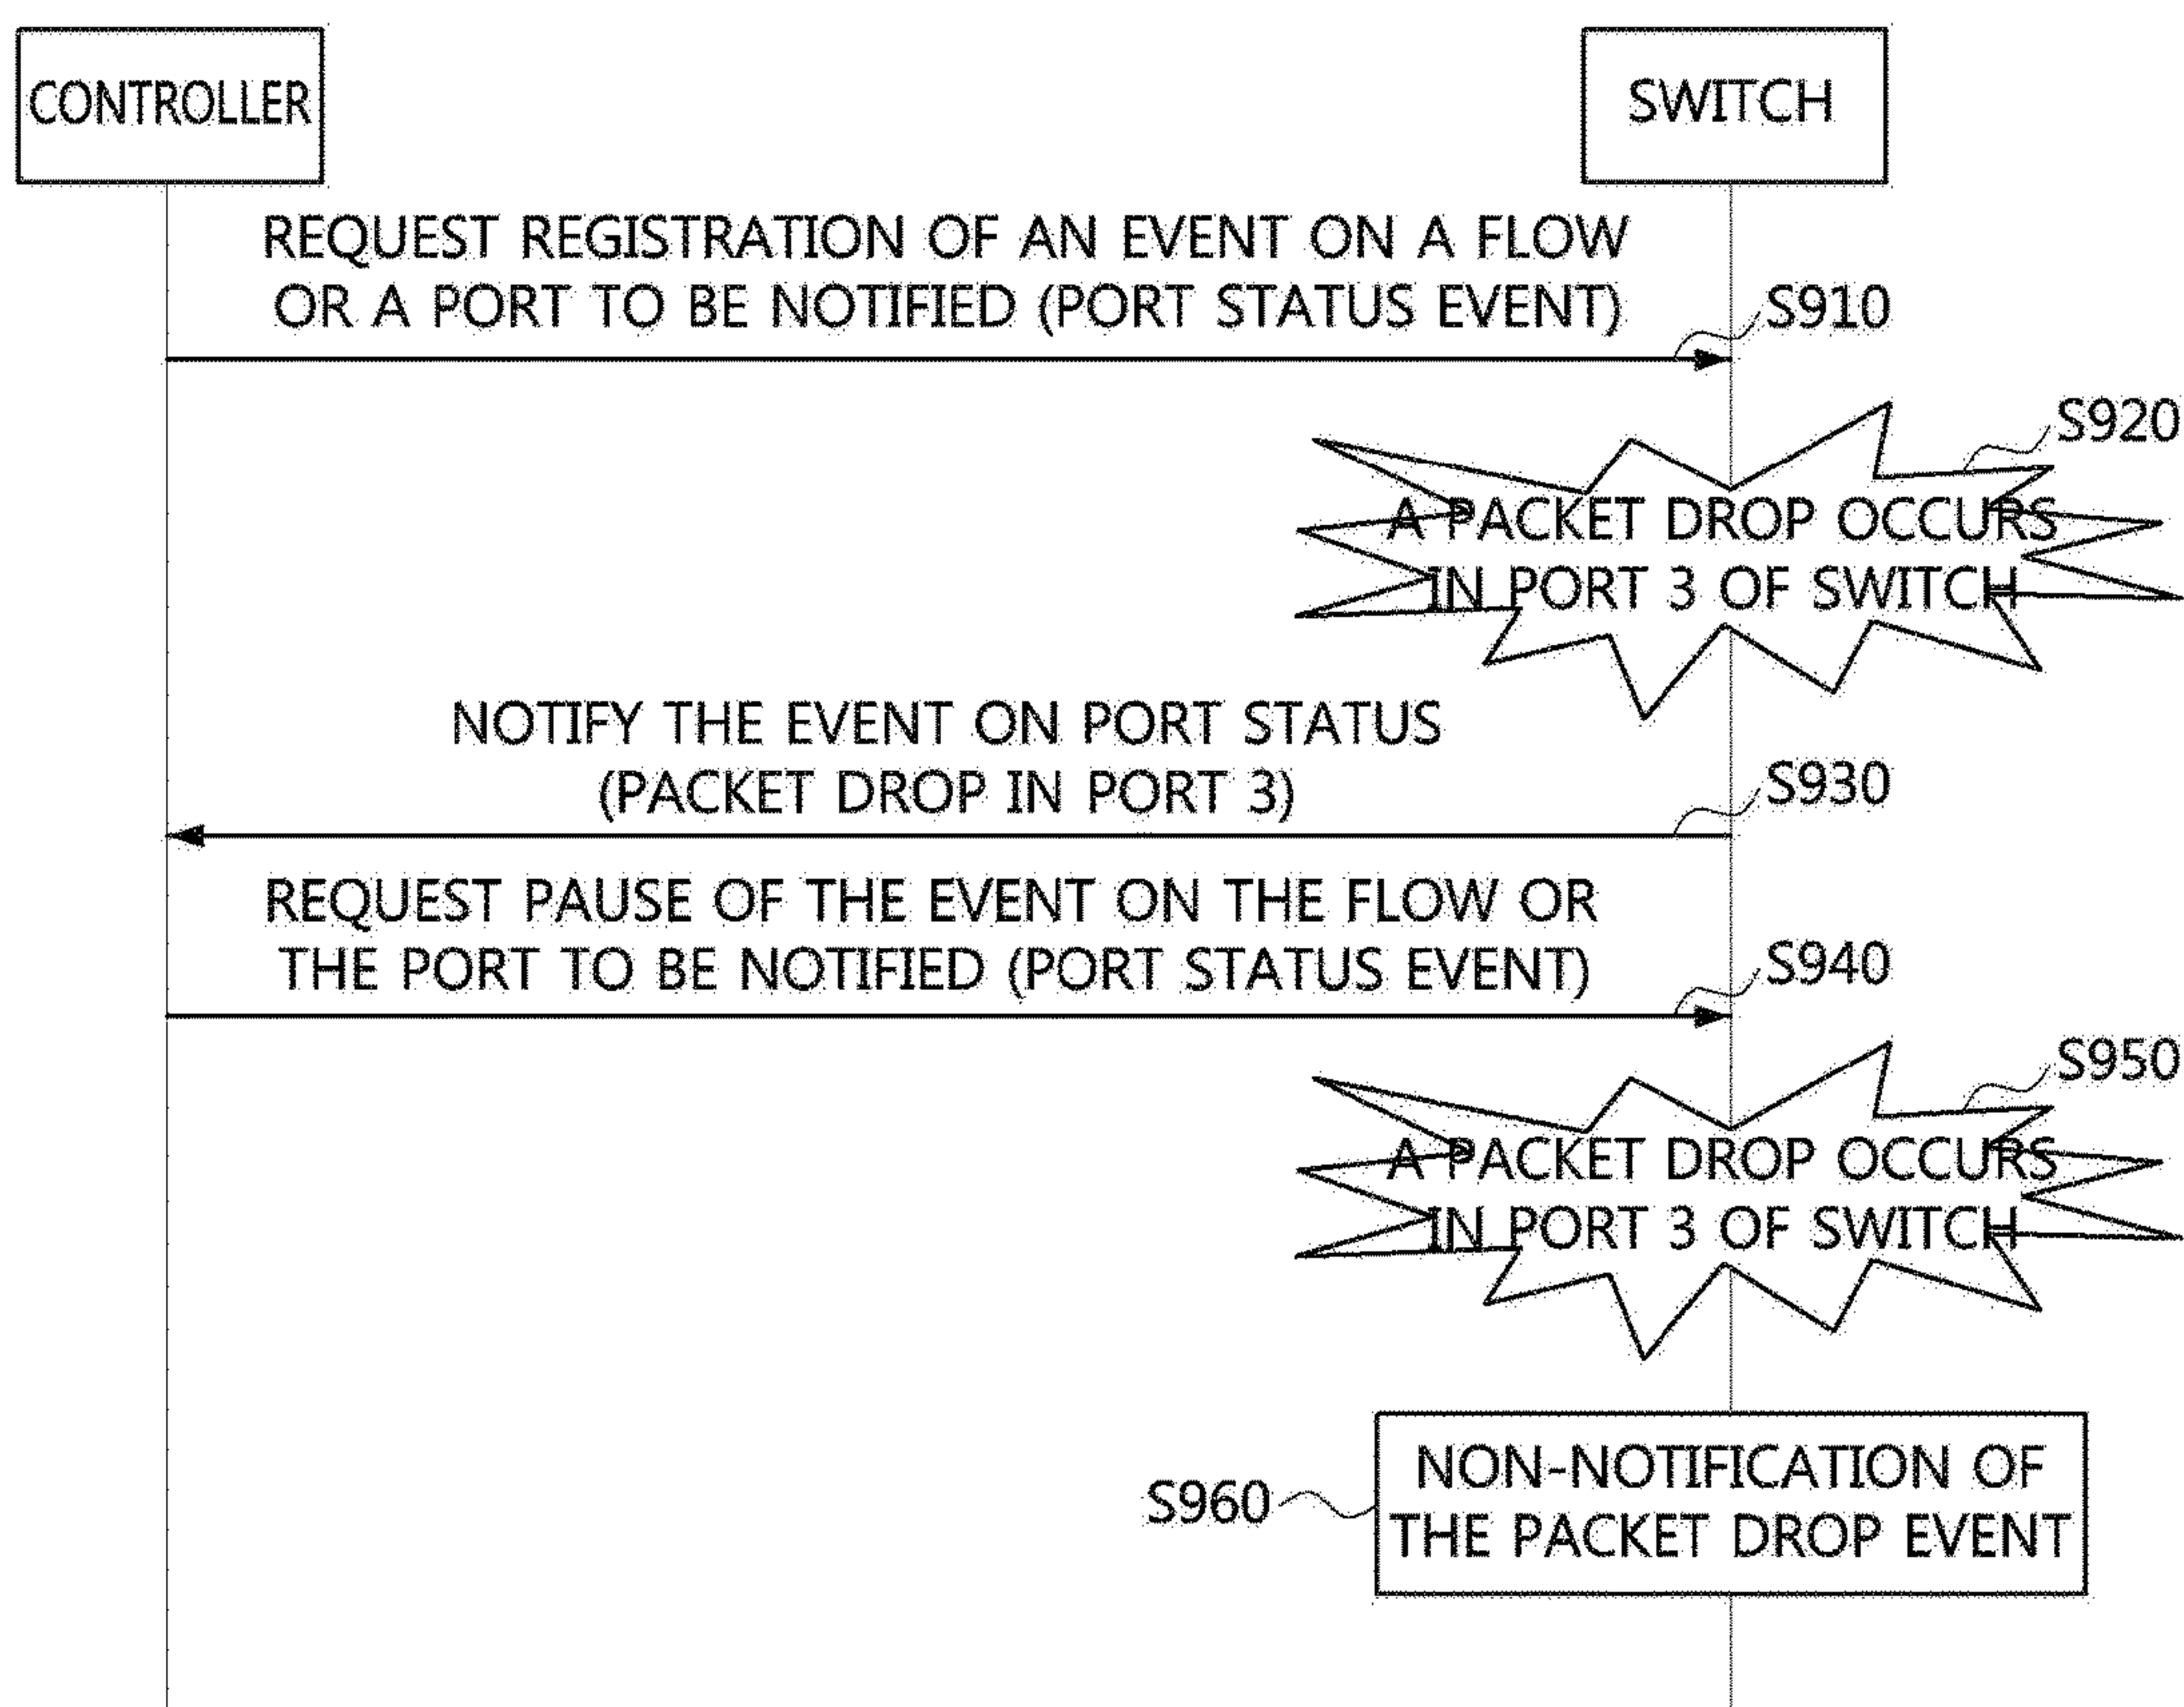 CONTROLLER
SWITCH
REQUEST REGISTRATION OF AN EVENT ON A FLOW
OR A PORT TO BE NOTIFIED (PORT STATUS EVENT)
S910
S920
A PACKET DROP OCCURS
IN PORT 3 OF SWITCH
NOTIFY THE EVENT ON PORT STATUS
(PACKET DROP IN PORT 3)
S930
REQUEST PAUSE OF THE EVENT ON THE FLOW OR
THE PORT TO BE NOTIFIED (PORT STATUS EVENT)
S940
S950
A PACKET DROP OCCURS
IN PORT 3 OF SWITCH
S960
NON-NOTIFICATION OF
THE PACKET DROP EVENT